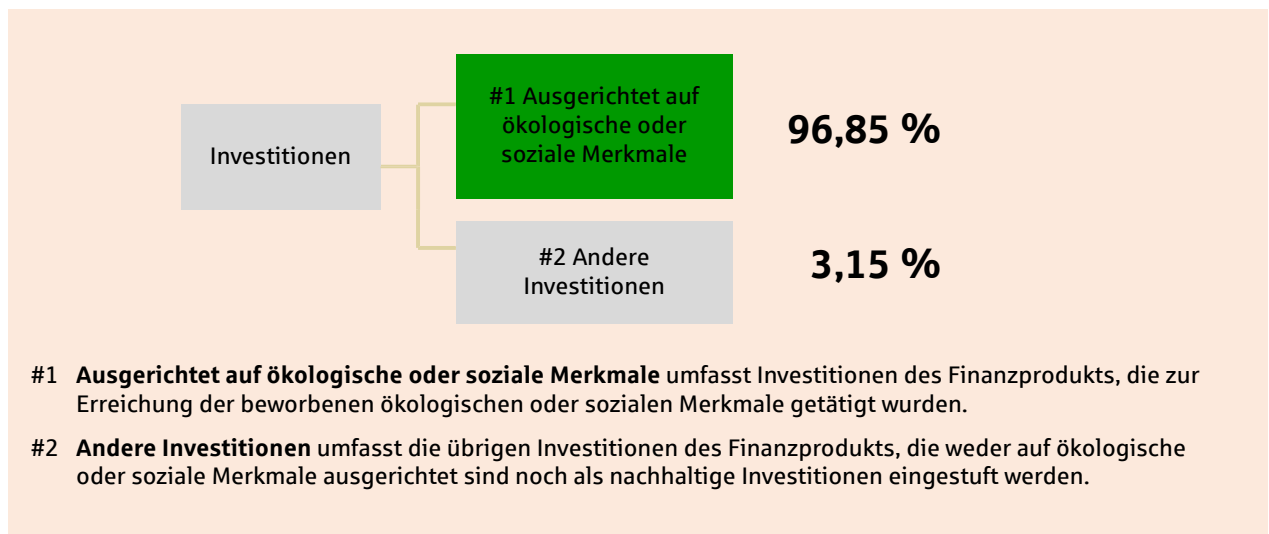 #1 Ausgerichtet auf
ökologische oder
soziale Merkmale
96,85 %
Investitionen
#2 Andere
Investitionen
3,15 %
#1 Ausgerichtet auf ökologische oder soziale Merkmale umfasst Investitionen des Finanzprodukts, die zur
Erreichung der beworbenen ökologischen oder sozialen Merkmale getätigt wurden.
#2 Andere Investitionen umfasst die übrigen Investitionen des Finanzprodukts, die weder auf ökologische
oder soziale Merkmale ausgerichtet sind noch als nachhaltige Investitionen eingestuft werden.